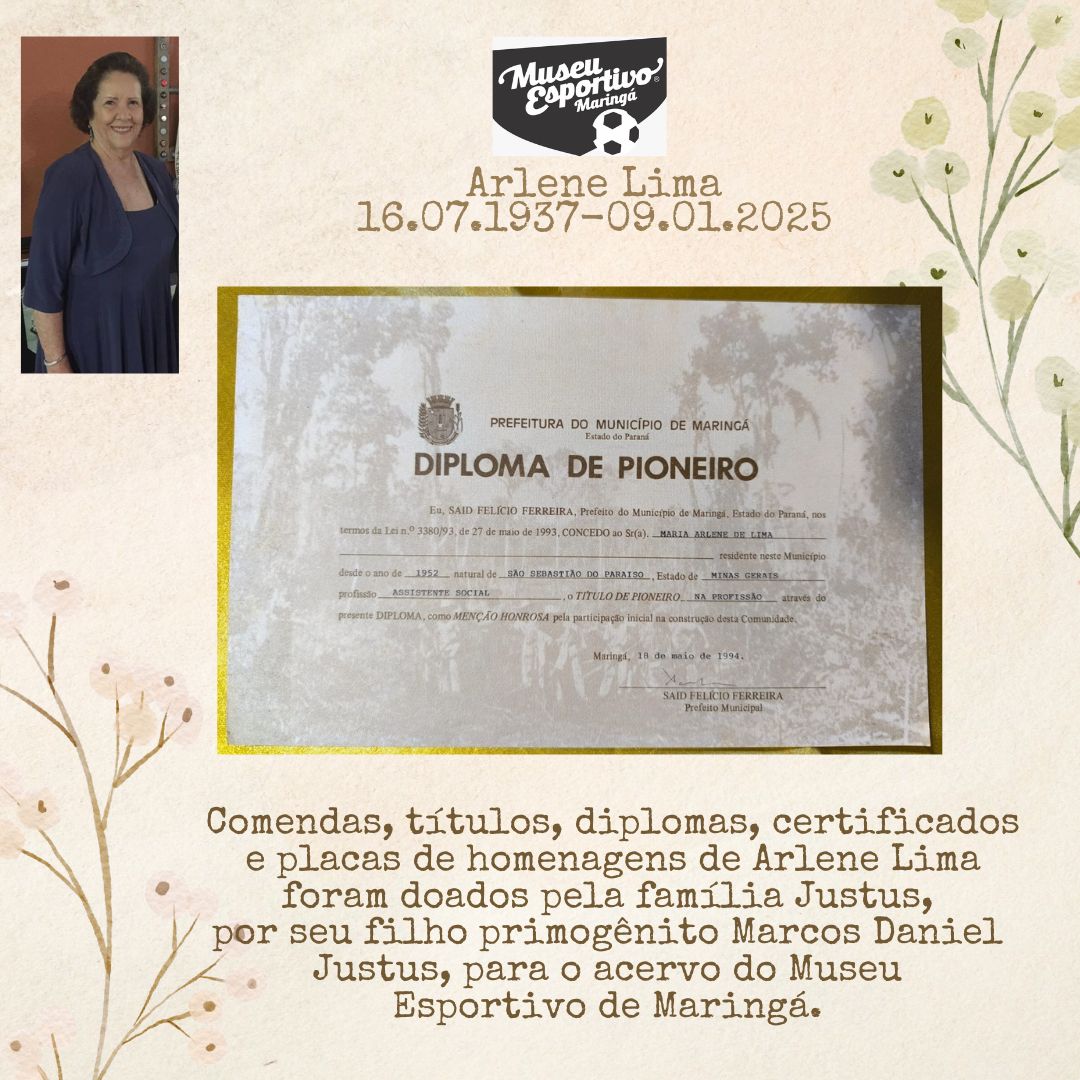 Museu
Esportivo®
Maringá
Arlene Lima
16.07.1937-09.01.2025
PREFEITURA DO MUNICÍPIO DE MARINGÁ
Estado do Paraná
DIPLOMA DE PIONEIRO
Eu, SAID FELÍCIO FERREIRA, Prefeito do Município de Maringá, Estado do Paraná, nos
termos da Lei n.º 3380/93, de 27 de maio de 1993, CONCEDO ao Sr(a). MARIA ARLENE DE LIMA
residente neste Município
desde o ano de 1952 natural de SÃO SEBASTIÃO DO PARAISO, Estado de MINAS GERAIS
profissão ASSISTENTE SOCIAL, o TÍTULO DE PIONEIRO NA PROFISSÃO através do
presente DIPLOMA, como MENÇÃO HONROSA pela participação inicial na construção desta Comunidade.
Maringá, 18 de maio de 1994.
SAID FELÍCIO FERREIRA
Prefeito Municipal
Comendas, títulos, diplomas, certificados
e placas de homenagens de Arlene Lima
foram doados pela família Justus,
por seu filho primogênito Marcos Daniel
Justus, para o acervo do Museu
Esportivo de Maringá.